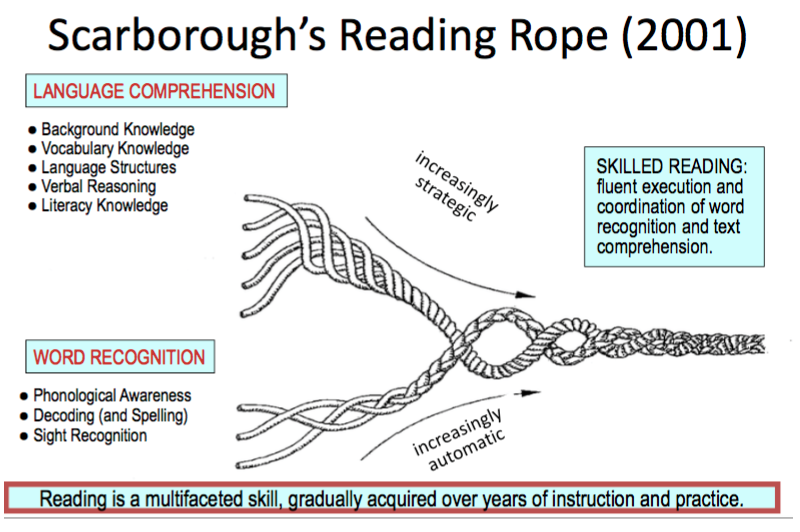 Scarborough's Reading Rope (2001)
LANGUAGE COMPREHENSION
● Background Knowledge
● Vocabulary Knowledge
● Language Structures
● Verbal Reasoning
● Literacy Knowledge
increasingly
strategic
SKILLED READING:
fluent execution and
coordination of word
recognition and text
comprehension.
WORD RECOGNITION
● Phonological Awareness
● Decoding (and Spelling)
● Sight Recognition
increasingly
automatic
Reading is a multifaceted skill, gradually acquired over years of instruction and practice.